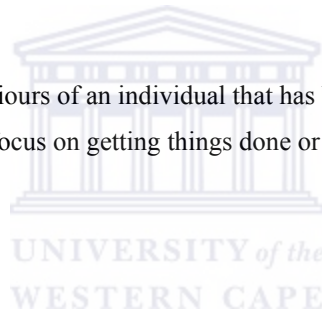 iours of an individual that has
ocus on getting things done or
UNIVERSITY of the
WESTERN CAPE